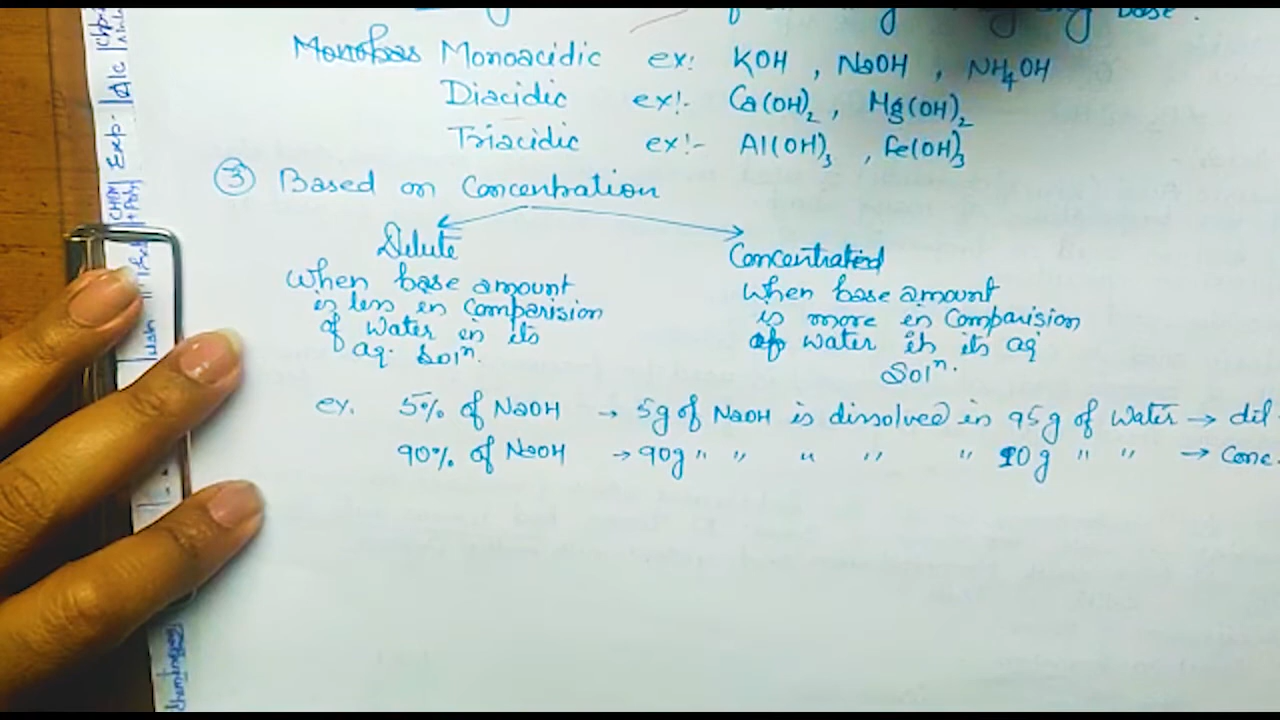 Base.
Monobas Monoacidic ex: KOH , NaOH , NH4OH
Diacidic ex:- Ca(OH)2 , Mg(OH)2
Triacidic ex:- Al(OH)3 , Fe(OH)3
③ Based on Concentration
Dilute
When base amount
is less in Comparision
of Water in its
aq. Solⁿ.
Concentrated
When base amount
is more in Comparision
of water in its aq
Solⁿ.
ex. 5% of NaOH → 5g of NaOH is dissolved in 95g of Water → dil
90% of NaOH → 90g " " " " " 10g " " → Conc.
Exp.